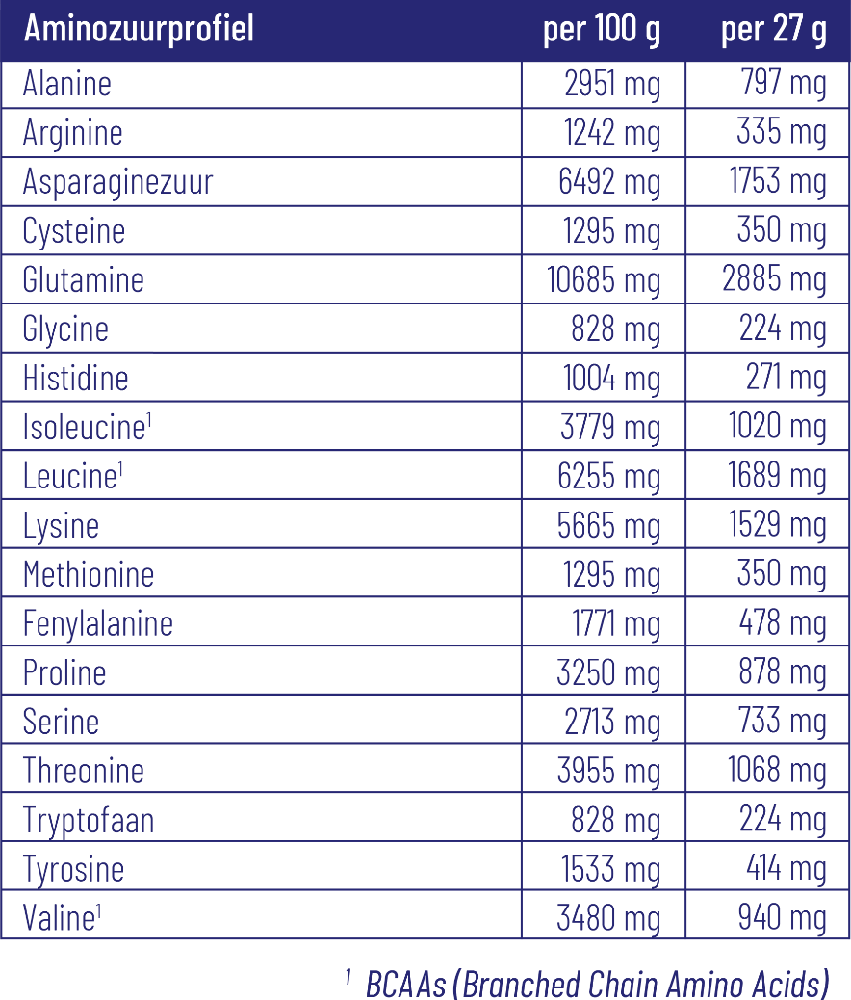 Aminozuurprofiel per 100 g per 27 g
Alanine 2951 mg 797 mg
Arginine 1242 mg 335 mg
Asparaginezuur 6492 mg 1753 mg
Cysteine 1295 mg 350 mg
Glutamine 10685 mg 2885 mg
Glycine 828 mg 224 mg
Histidine 1004 mg 271 mg
Isoleucine¹ 3779 mg 1020 mg
Leucine¹ 6255 mg 1689 mg
Lysine 5665 mg 1529 mg
Methionine 1295 mg 350 mg
Fenylalanine 1771 mg 478 mg
Proline 3250 mg 878 mg
Serine 2713 mg 733 mg
Threonine 3955 mg 1068 mg
Tryptofaan 828 mg 224 mg
Tyrosine 1533 mg 414 mg
Valine¹ 3480 mg 940 mg
¹ BCAAs (Branched Chain Amino Acids)